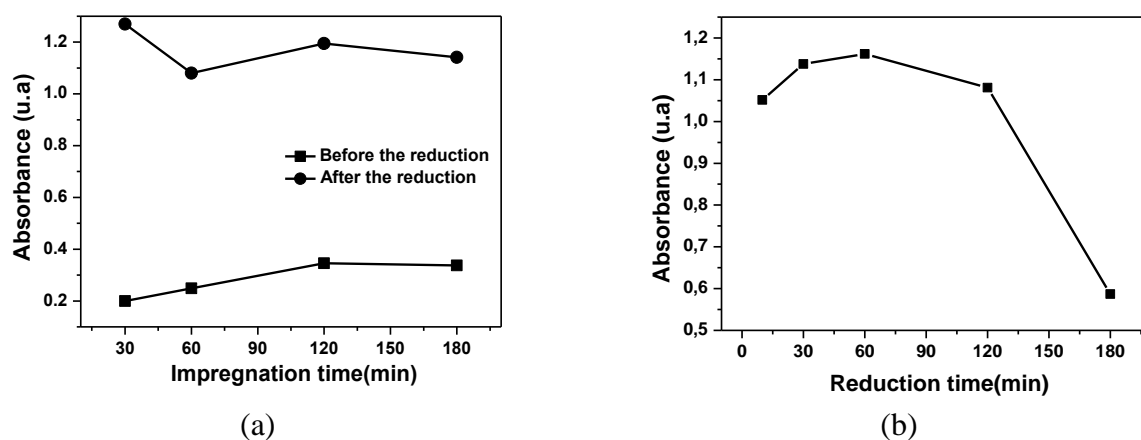 Absorbance (u.a)
1.2
1.0
1.2
0.6
0.4
0.2
Before the reduction
After the reduction
30 60 90 120 150 180
Impregnation time(min)
(a)
Absorbance (u.a)
1,2
1,1
1,0
0,9
0,8
0,7
0,6
0,5
0 30 60 90 120 150 180
Reduction time(min)
(b)